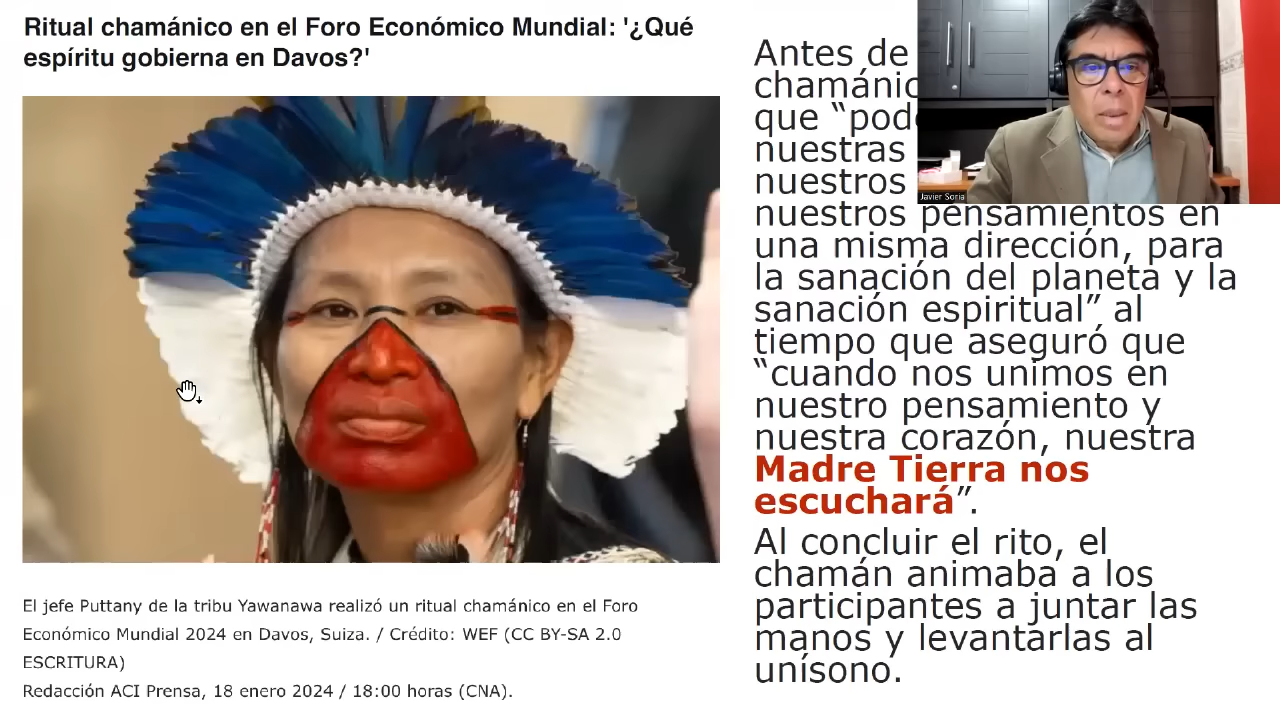 Ritual chamánico en el Foro Económico Mundial: '¿Qué
espíritu gobierna en Davos?'
El jefe Puttany de la tribu Yawanawa realizó un ritual chamánico en el Foro
Económico Mundial 2024 en Davos, Suiza. / Crédito: WEF (CC BY-SA 2.0
ESCRITURA)
Redacción ACI Prensa, 18 enero 2024 / 18:00 horas (CNA).
Antes de
que
nuestras
nuestros
nuestros pensamientos en
una misma dirección, para
la sanación del planeta y la
sanación espiritual” al
tiempo que aseguró que
“cuando nos unimos en
nuestro pensamiento y
nuestra corazón, nuestra
Madre Tierra nos
escuchará”.
Al concluir el rito, el
chamán animaba a los
participantes a juntar las
manos y levantarlas al
unísono.
Javier Soria